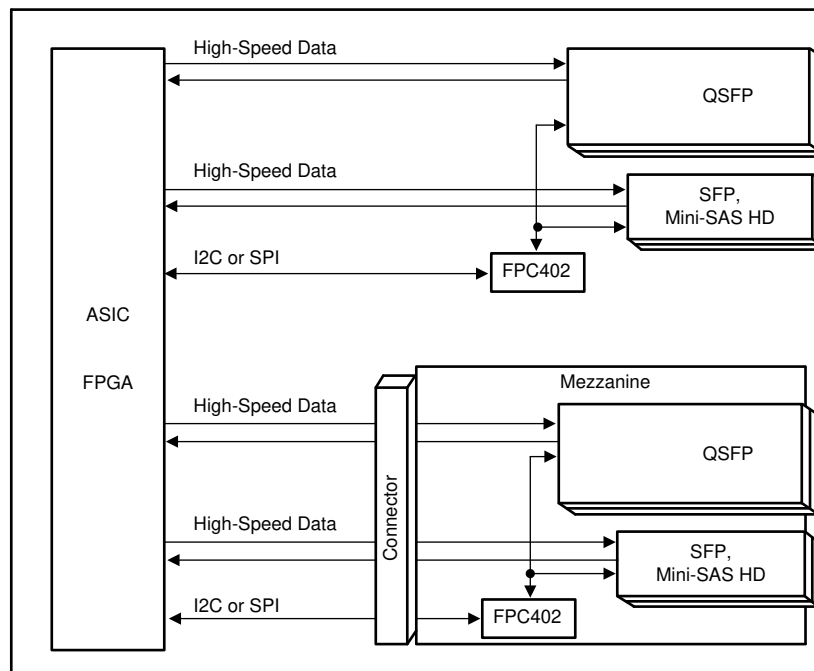 High-Speed Data
QSFP
High-Speed Data
SFP,
Mini-SAS HD
I2C or SPI
FPC402
ASIC
FPGA
Mezzanine
High-Speed Data
QSFP
Connector
High-Speed Data
SFP,
Mini-SAS HD
I2C or SPI
FPC402